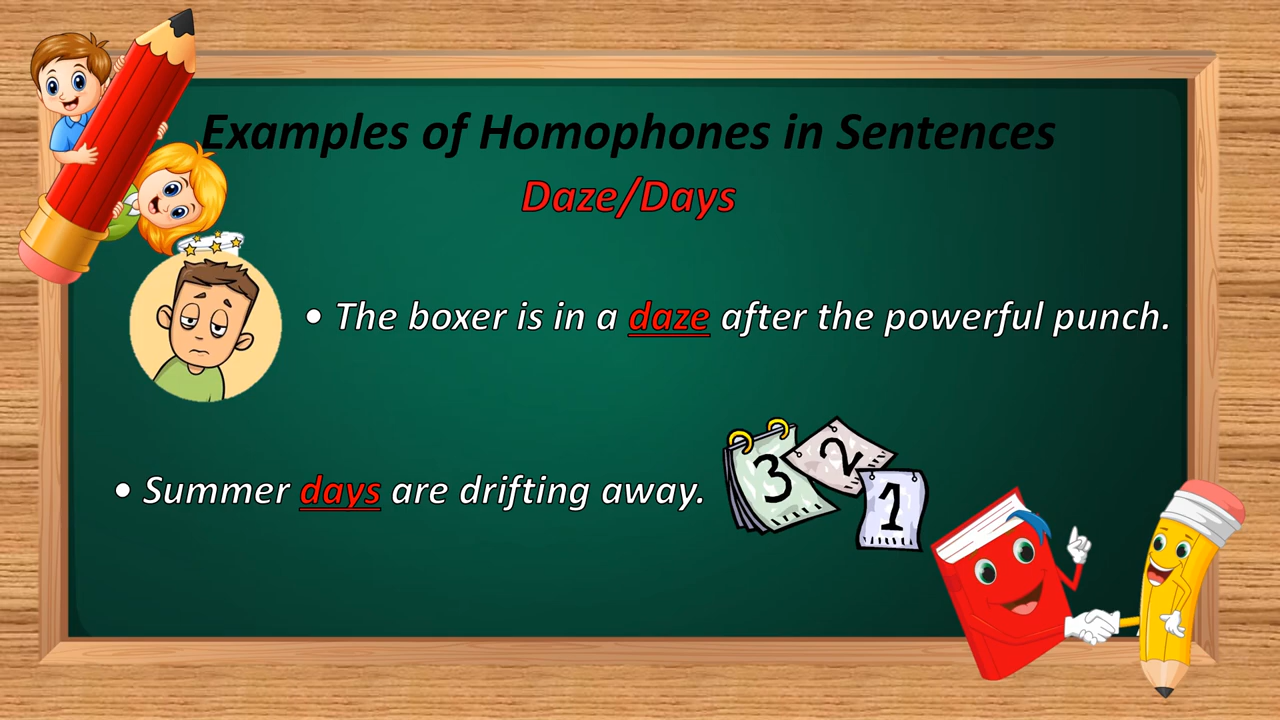 Examples of Homophones in Sentences
Daze/Days
• The boxer is in a daze after the powerful punch.
• Summer days are drifting away.
3
2
1